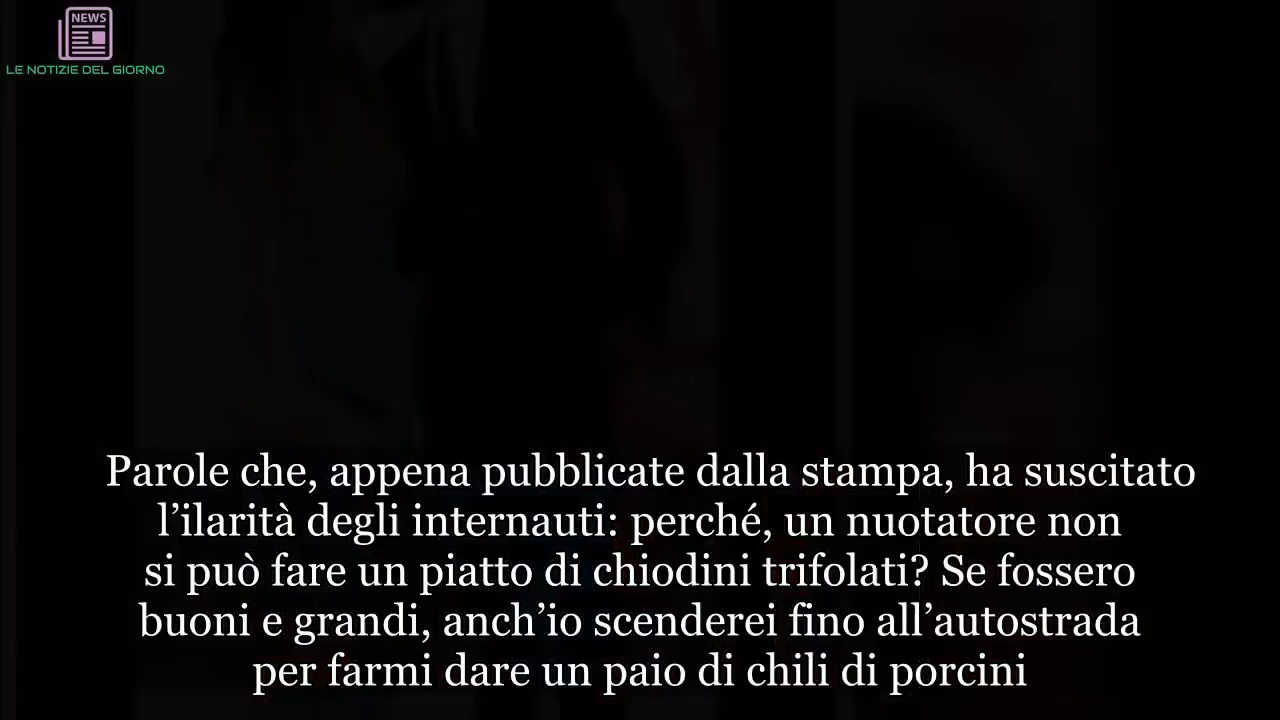 NEWS
LE NOTIZIE DEL GIORNO
Parole che, appena pubblicate dalla stampa, ha suscitato
l’ilarità degli internauti: perché, un nuotatore non
si può fare un piatto di chiodini trifolati? Se fossero
buoni e grandi, anch’io scenderei fino all’autostrada
per farmi dare un paio di chili di porcini